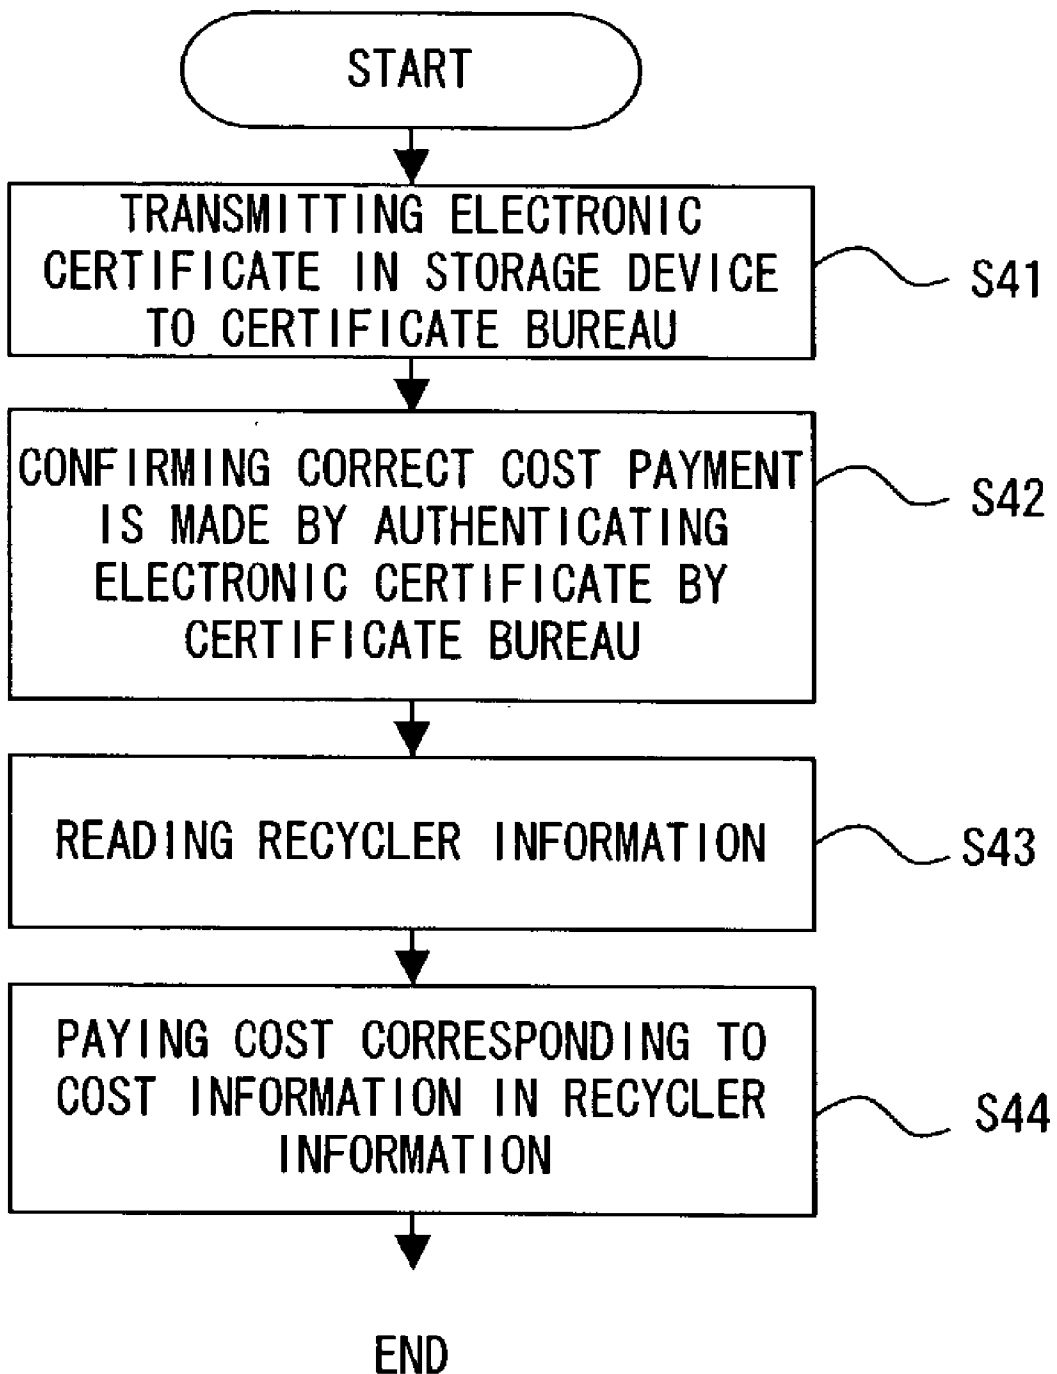 START
TRANSMITTING ELECTRONIC
CERTIFICATE IN STORAGE DEVICE
TO CERTIFICATE BUREAU
S41
CONFIRMING CORRECT COST PAYMENT
IS MADE BY AUTHENTICATING
ELECTRONIC CERTIFICATE BY
CERTIFICATE BUREAU
S42
READING RECYCLER INFORMATION
S43
PAYING COST CORRESPONDING TO
COST INFORMATION IN RECYCLER
INFORMATION
S44
END